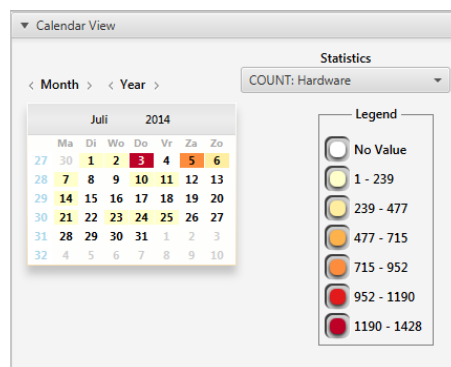 Calendar View
Statistics
< Month > < Year >
COUNT: Hardware
Juli 2014
Ma Di Wo Do Vr Za Zo
27 30 1 2 3 4 5 6
28 7 8 9 10 11 12 13
29 14 15 16 17 18 19 20
30 21 22 23 24 25 26 27
31 28 29 30 31 1 2 3
32 4 5 6 7 8 9 10
Legend
No Value
1 - 239
239 - 477
477 - 715
715 - 952
952 - 1190
1190 - 1428